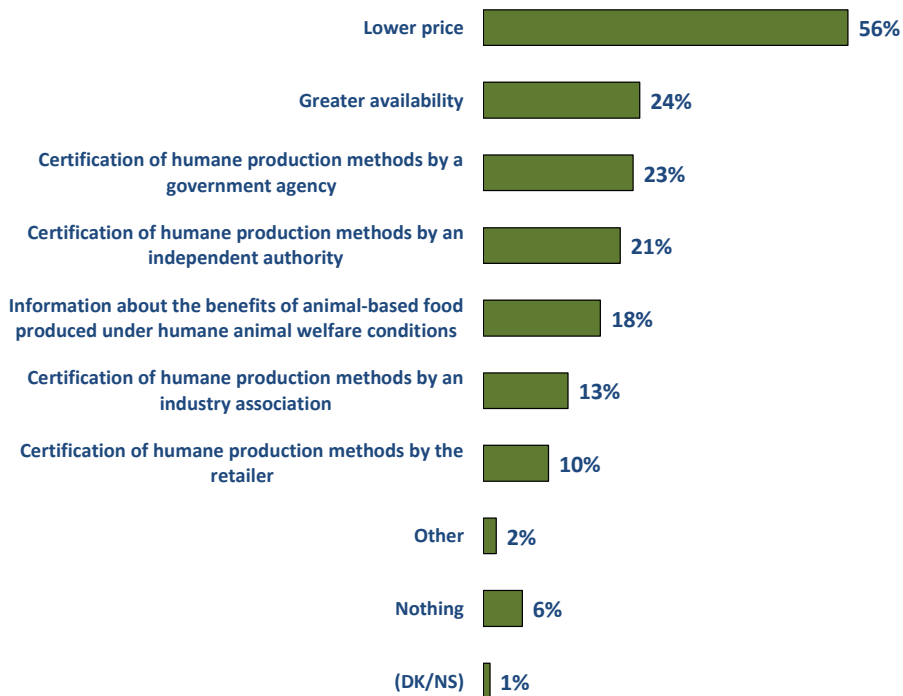 Lower price 56%
Greater availability 24%
Certification of humane production methods by a
government agency 23%
Certification of humane production methods by an
independent authority 21%
Information about the benefits of animal-based food
produced under humane animal welfare conditions 18%
Certification of humane production methods by an
industry association 13%
Certification of humane production methods by the
retailer 10%
Other 2%
Nothing 6%
(DK/NS) 1%